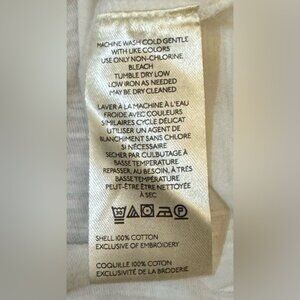 MACHINE WASH COLD GENTLE
WITH LIKE COLORS
USE ONLY NON-CHLORINE
BLEACH
TUMBLE DRY LOW
LOW IRON AS NEEDED
MAY BE DRY CLEANED
LAVER À LA MACHINE À L'EAU
FROIDE AVEC COULEURS
SIMILAIRES CYCLE DÉLICAT
UTILISER UN AGENT DE
BLANCHIMENT SANS CHLORE
SI NÉCESSAIRE
SECHER PAR CULBUTAGE À
BASSE TEMPÉRATURE
REPASSER, AU BESOIN, À TRÈS
BASSE TEMPÉRATURE
PEUT-ÊTRE ÊTRE NETTOYÉE
À SEC
SHELL 100% COTTON
EXCLUSIVE OF EMBROIDERY
COQUILLE 100% COTON
EXCLUSIVITÉ DE LA BRODERIE